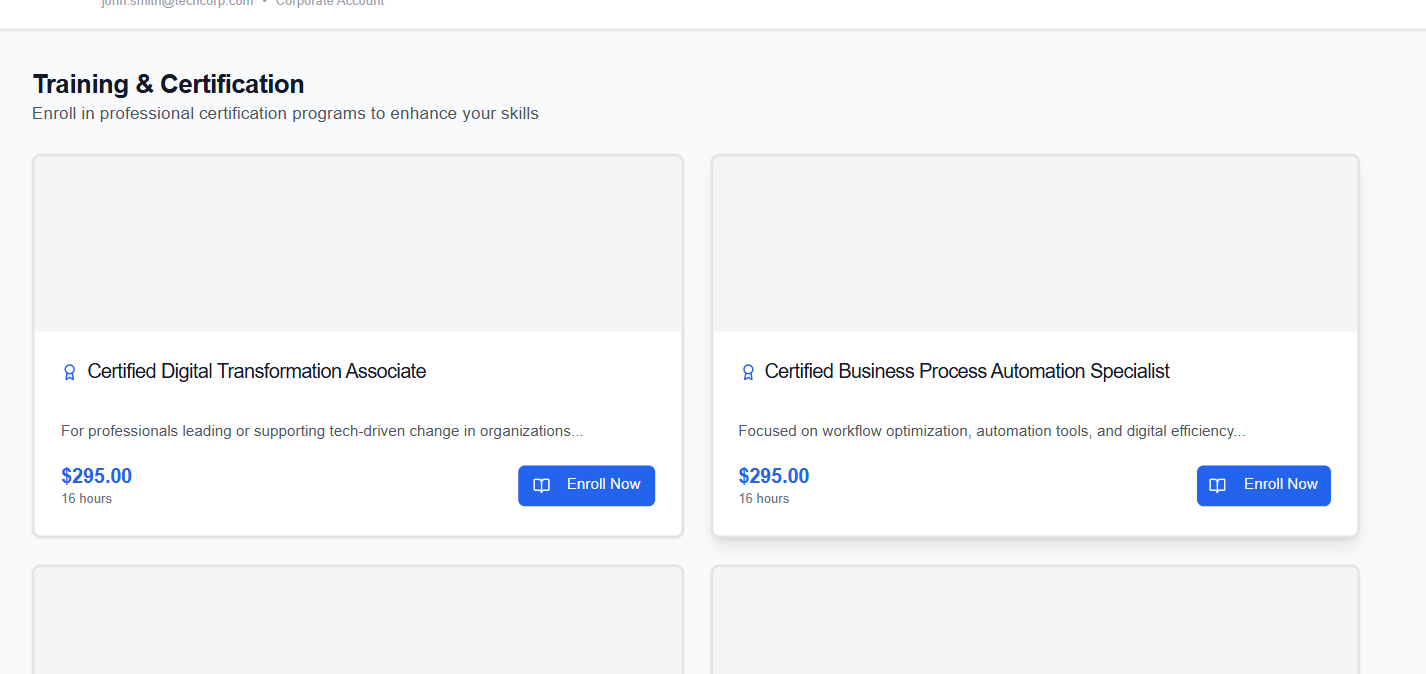 john.smith@techcorp.com • Corporate Account
Training & Certification
Enroll in professional certification programs to enhance your skills
Certified Digital Transformation Associate
For professionals leading or supporting tech-driven change in organizations...
$295.00
16 hours
Enroll Now
Certified Business Process Automation Specialist
Focused on workflow optimization, automation tools, and digital efficiency...
$295.00
16 hours
Enroll Now